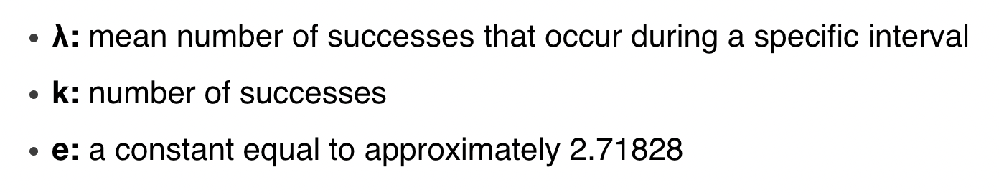 • λ: mean number of successes that occur during a specific interval
• k: number of successes
• e: a constant equal to approximately 2.71828